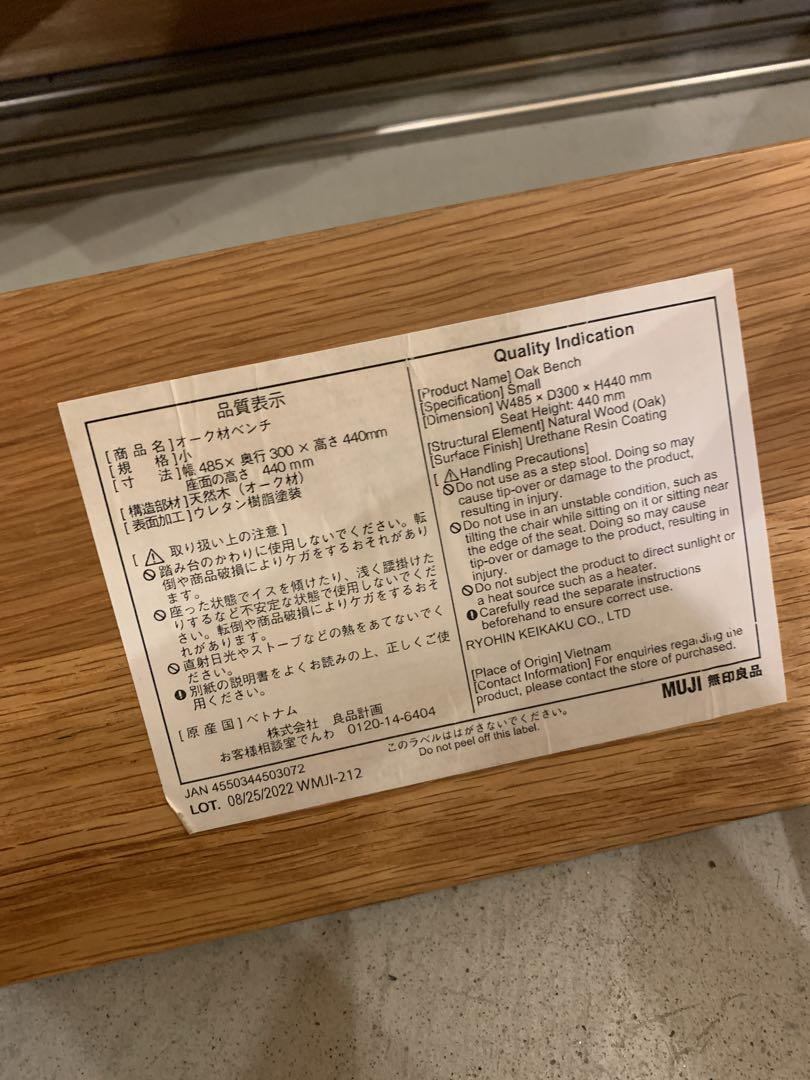 品質表示
[商品名]オーク材ベンチ
[規 格]小
[寸 法]幅 485× 奥行 300 × 高さ 440mm
座面の高さ 440 mm
[構造部材]天然木（オーク材）
[表面加工]ウレタン樹脂塗装
[ 取り扱い上の注意 ]
踏み台のかわりに使用しないでください。転
倒や商品破損によりケガをするおそれがあり
ます。
座った状態でイスを傾けたり、浅く腰掛けた
りするなど不安定な状態で使用しないでくだ
さい。転倒や商品破損によりケガをするおそ
れがあります。
直射日光やストーブなどの熱をあてないでく
ださい。
別紙の説明書をよくお読みの上、正しくご使
用ください。
[原産国]ベトナム
株式会社 良品計画
お客様相談室でんわ 0120-14-6404
Quality Indication
[Product Name] Oak Bench
[Specification] Small
[Dimension] W485 × D300 × H440 mm
Seat Height: 440 mm
[Structural Element] Natural Wood (Oak)
[Surface Finish] Urethane Resin Coating
[ Handling Precautions]
Do not use as a step stool. Doing so may
cause tip-over or damage to the product,
resulting in injury.
Do not use in an unstable condition, such as
tilting the chair while sitting on it or sitting near
the edge of the seat. Doing so may cause
tip-over or damage to the product, resulting in
injury.
Do not subject the product to direct sunlight or
a heat source such as a heater.
Carefully read the separate instructions
beforehand to ensure correct use.
RYOHIN KEIKAKU CO., LTD
[Place of Origin] Vietnam
[Contact Information] For enquiries regarding the
product, please contact the store of purchased.
MUJI 無印良品
このラベルははがさないでください。
Do not peel off this label.
JAN 4550344503072
LOT. 08/25/2022 WMJI-212